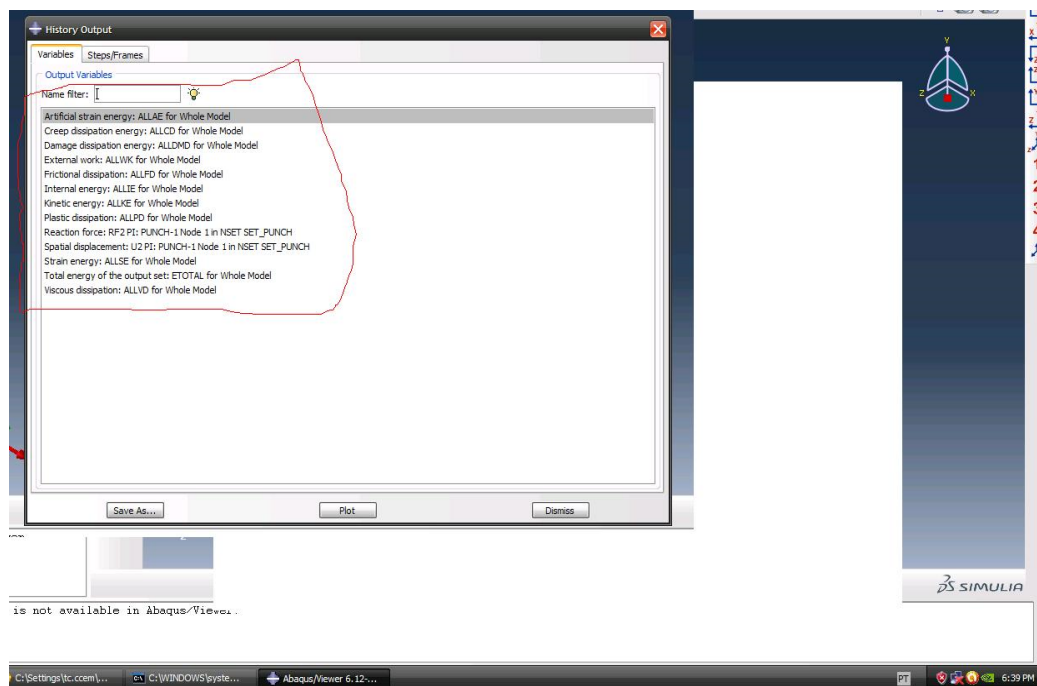 History Output
Variables Steps/Frames
Output Variables
Name filter:
Artificial strain energy: ALLAE for Whole Model
Creep dissipation energy: ALLCD for Whole Model
Damage dissipation energy: ALLDMD for Whole Model
External work: ALLWK for Whole Model
Frictional dissipation: ALLFD for Whole Model
Internal energy: ALLIE for Whole Model
Kinetic energy: ALLKE for Whole Model
Plastic dissipation: ALLPD for Whole Model
Reaction force: RF2 PI: PUNCH-1 Node 1 in NSET SET_PUNCH
Spatial displacement: U2 PI: PUNCH-1 Node 1 in NSET SET_PUNCH
Strain energy: ALLSE for Whole Model
Total energy of the output set: ETOTAL for Whole Model
Viscous dissipation: ALLVD for Whole Model
Save As... Plot Dismiss
Y
Z X
SIMULIA
is not available in Abaqus/Viewer.
C:\Settings\tc.ccem\... C:\WINDOWS\syste... Abaqus/Viewer 6.12-... PT 6:39 PM